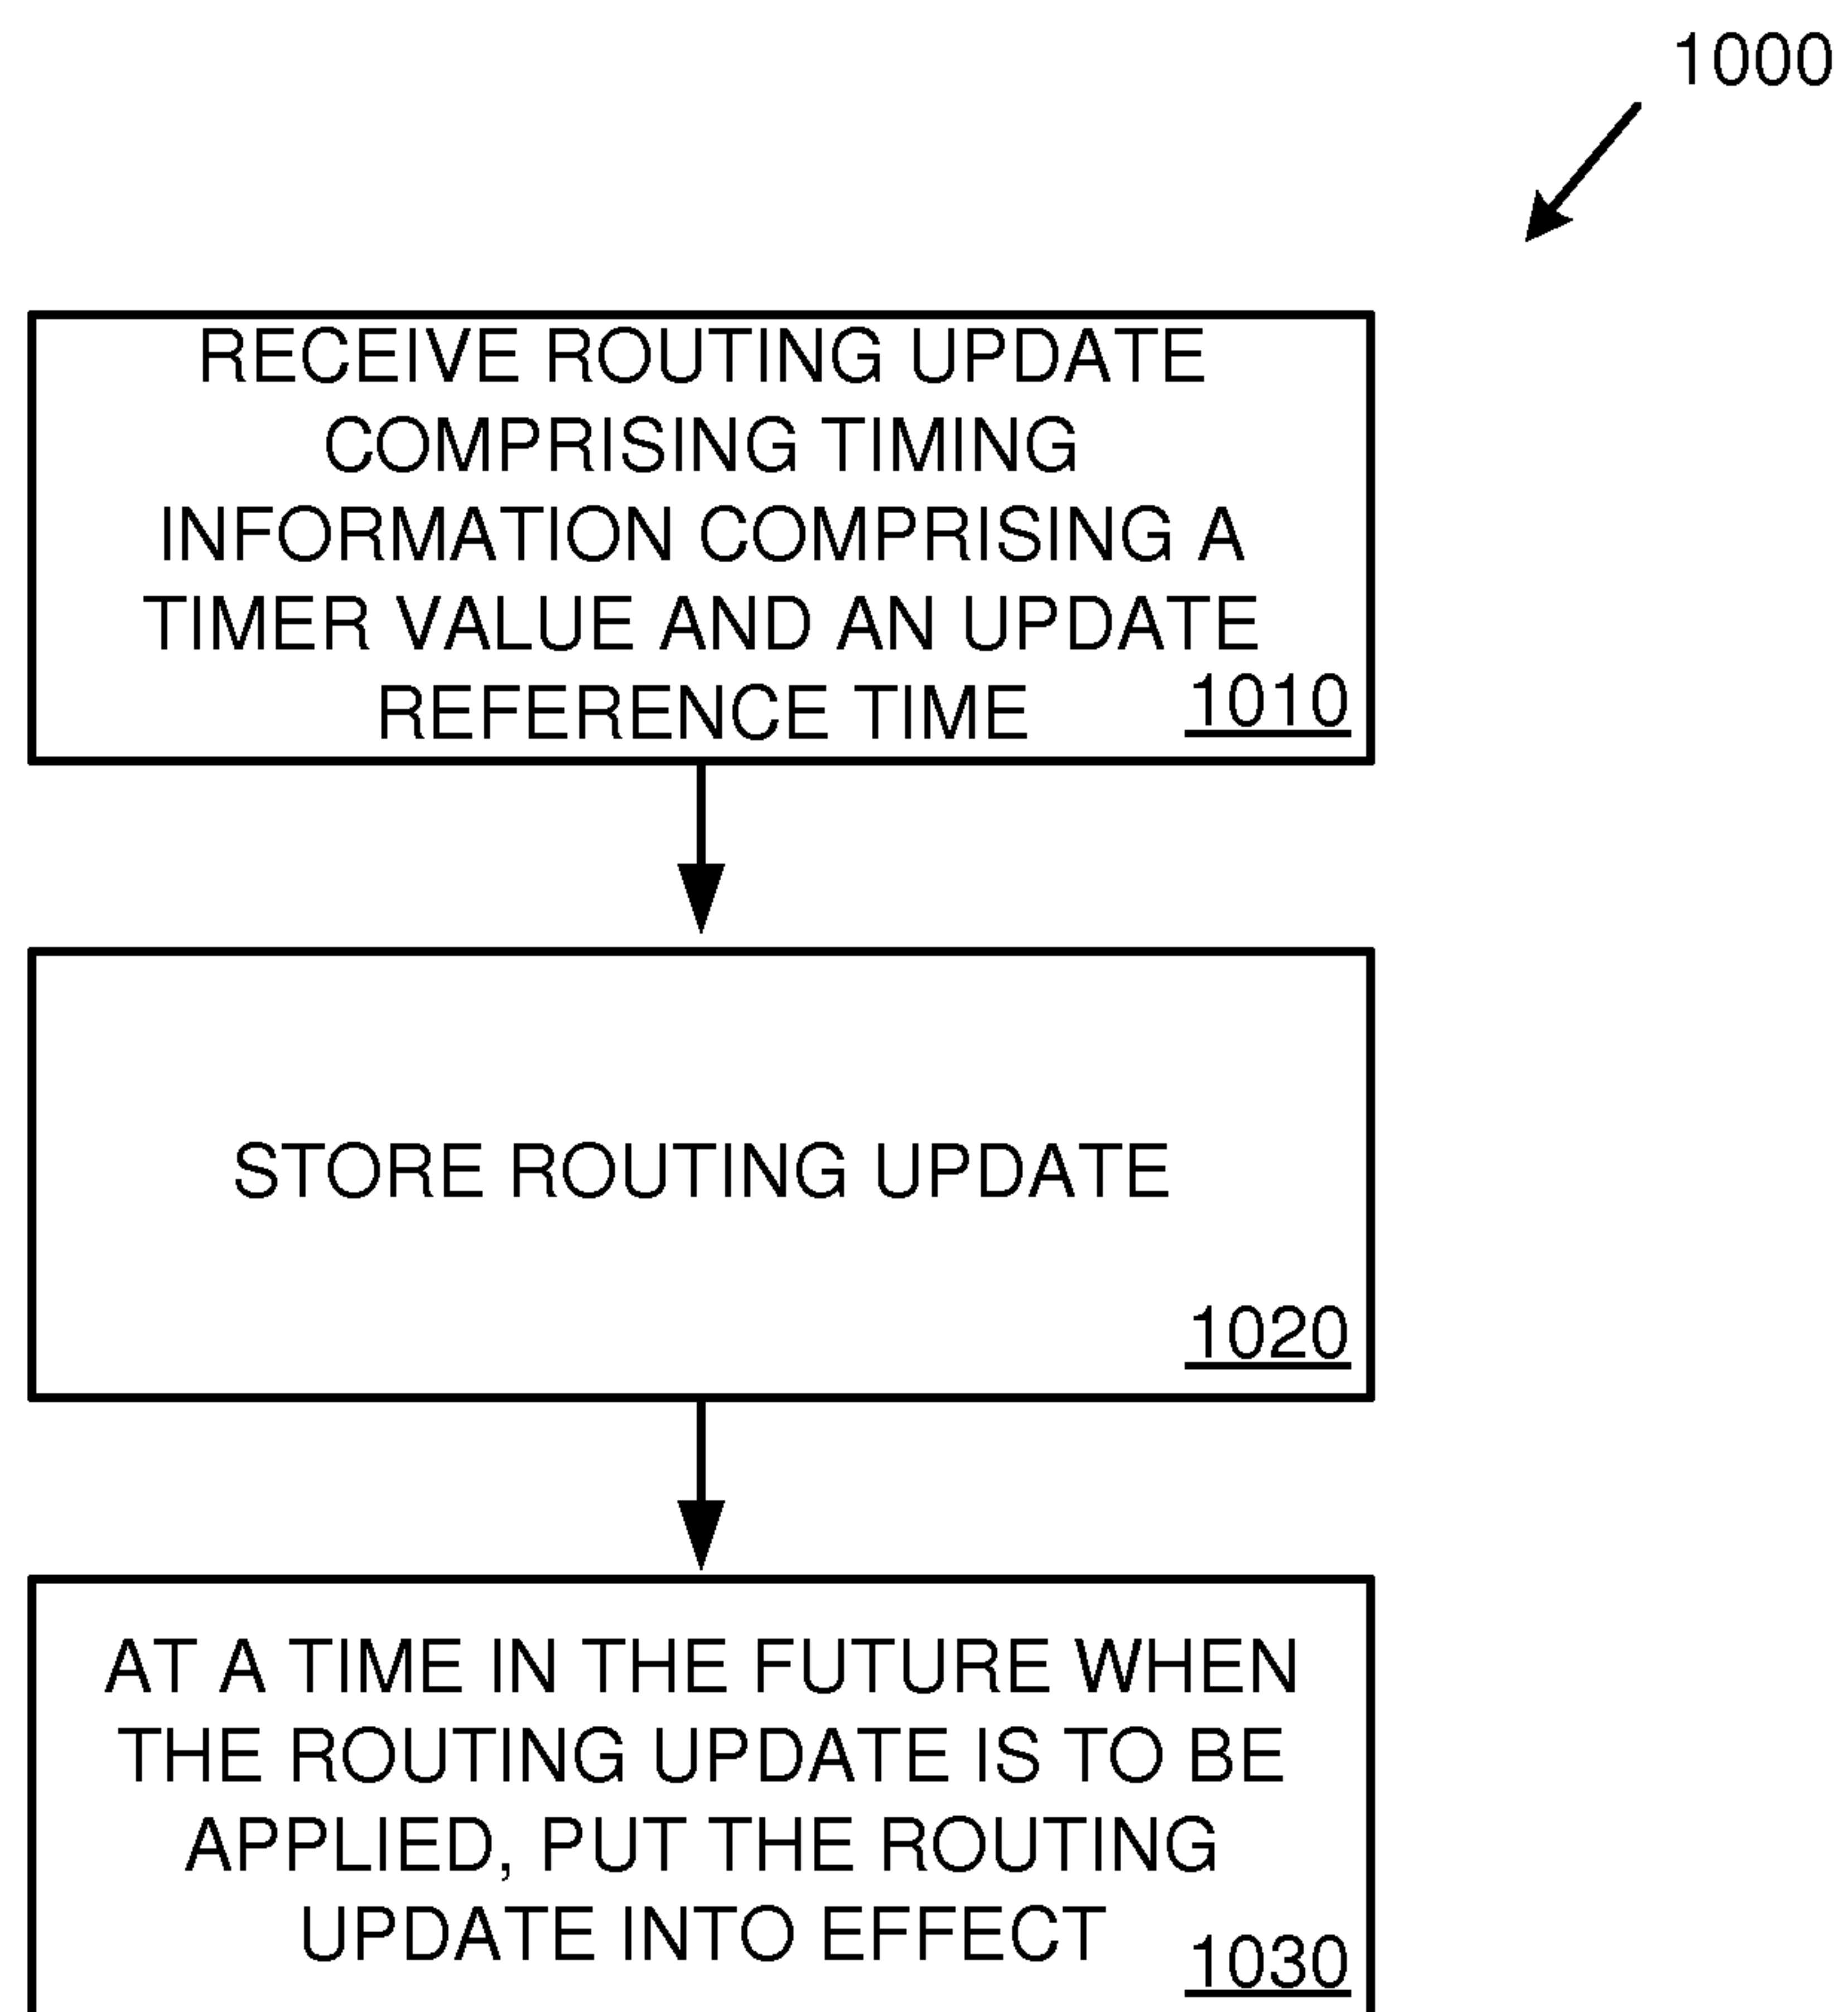 1000
RECEIVE ROUTING UPDATE
COMPRISING TIMING
INFORMATION COMPRISING A
TIMER VALUE AND AN UPDATE
REFERENCE TIME
1010
STORE ROUTING UPDATE
1020
AT A TIME IN THE FUTURE WHEN
THE ROUTING UPDATE IS TO BE
APPLIED, PUT THE ROUTING
UPDATE INTO EFFECT
1030